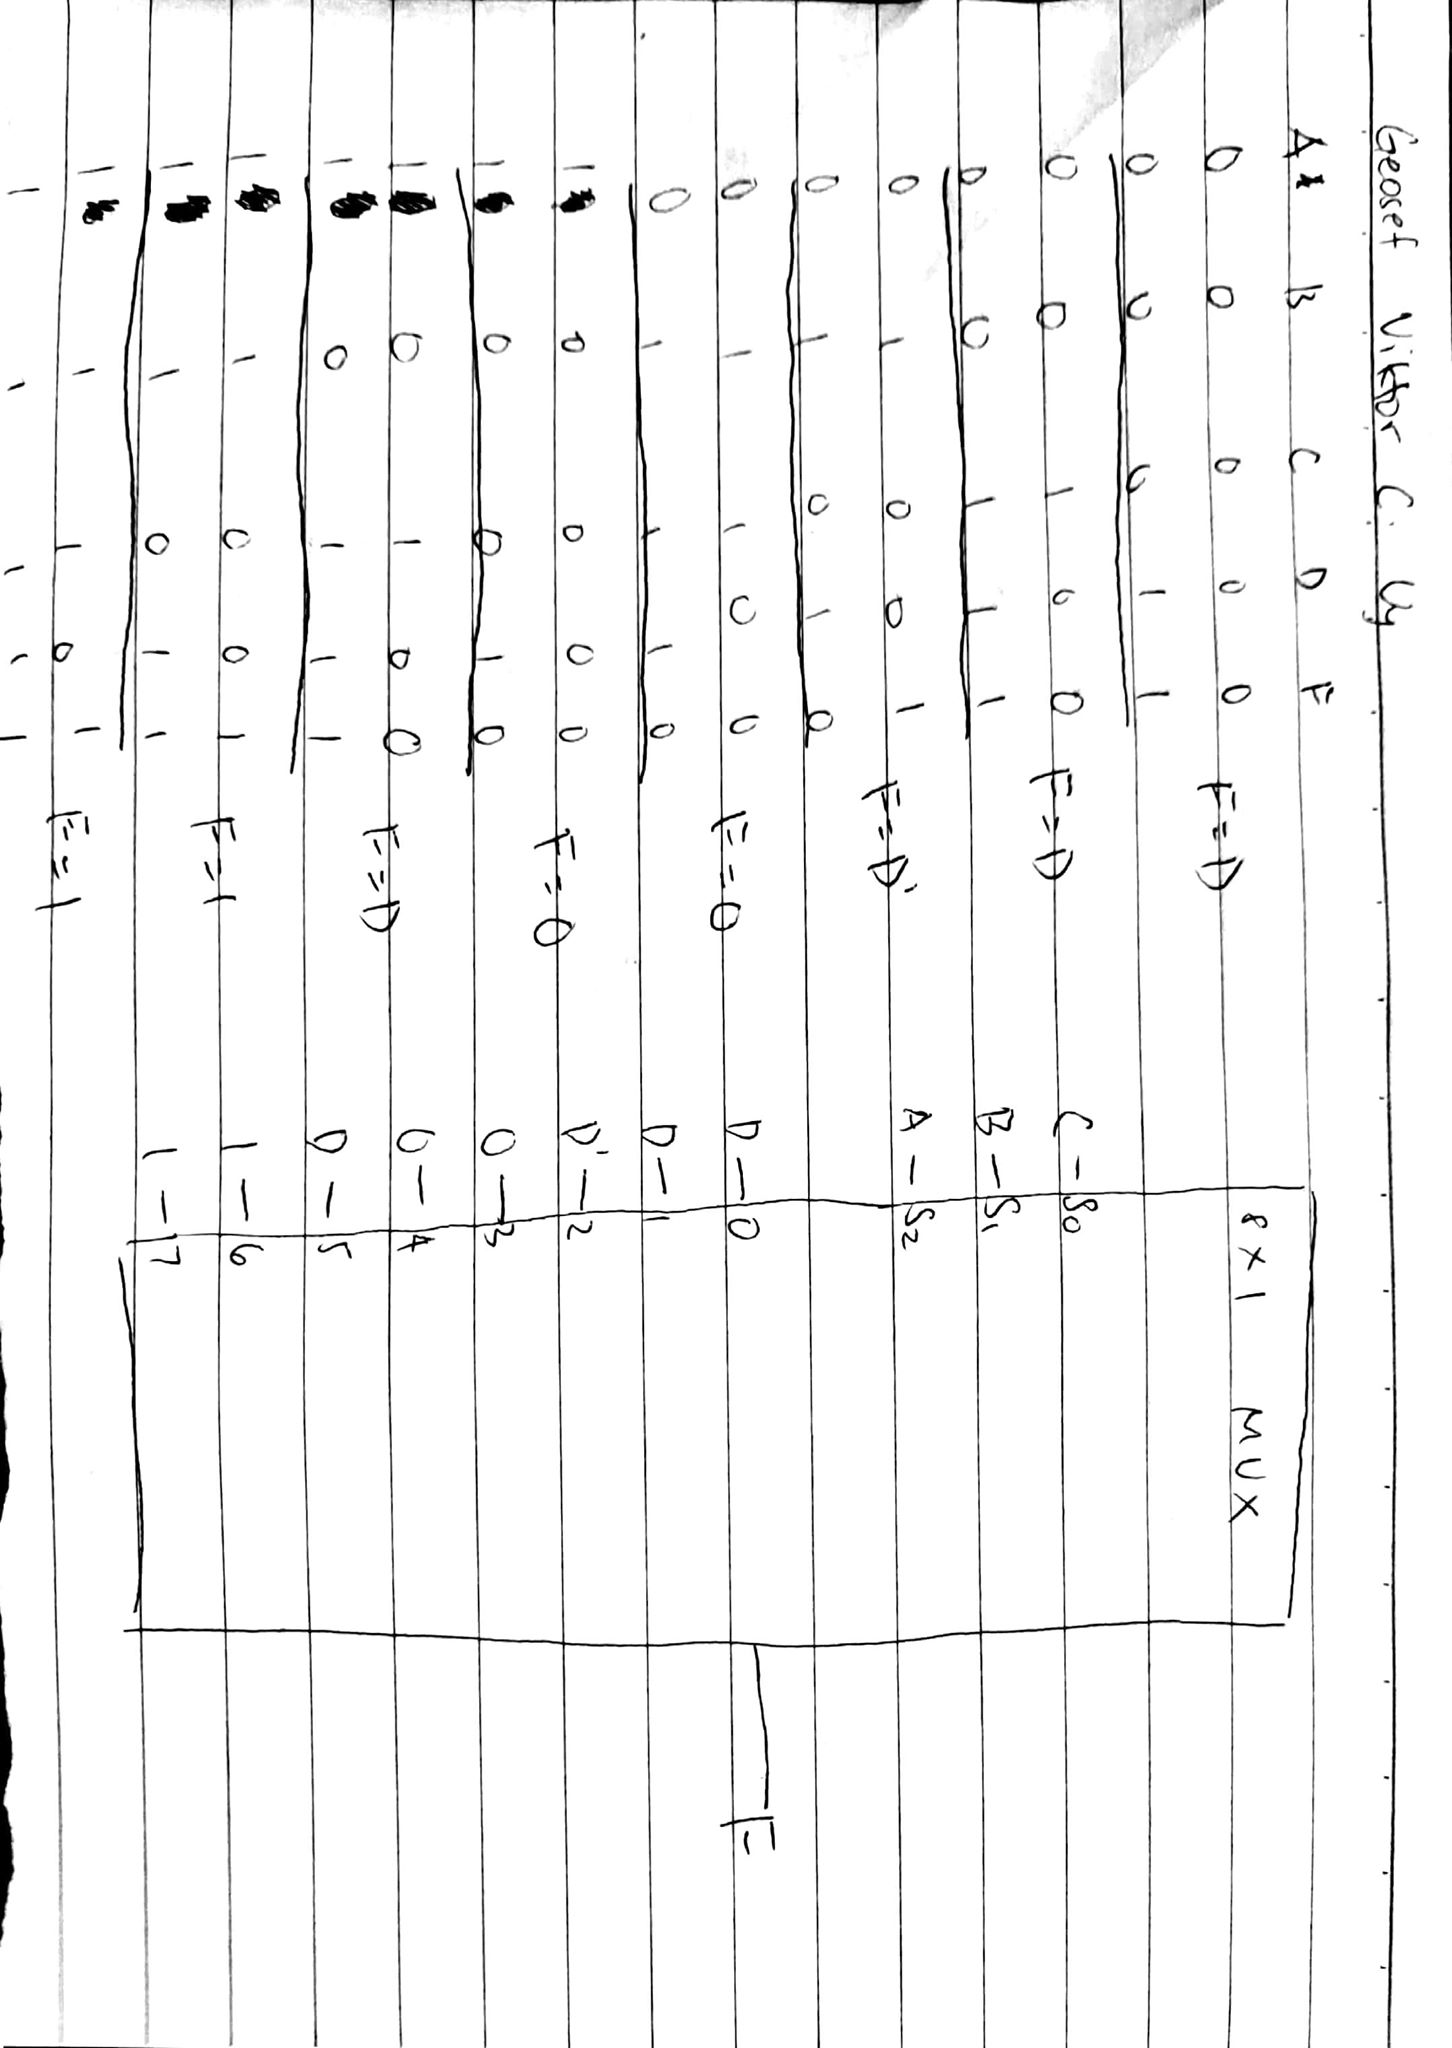 Geosef Viktor C. Uy
A B C D F
0 0 0 0 0 F = D
0 0 0 1 1
0 0 1 0 0 F = D
0 0 1 1 1
0 1 0 0 1 F = D'
0 1 0 1 0
0 1 1 0 0 F = 0
0 1 1 1 0
1 0 0 0 0 F = 0
1 0 0 1 0
1 0 1 0 0 F = D
1 0 1 1 1
1 1 0 0 1 F = 1
1 1 0 1 1
1 1 1 0 1 F = 1
1 1 1 1 1
8 x 1 MUX
C - S0
B - S1
A - S2
D - 0
D - 1
D' - 2
0 - 3
0 - 4
D - 5
1 - 6
1 - 7
F